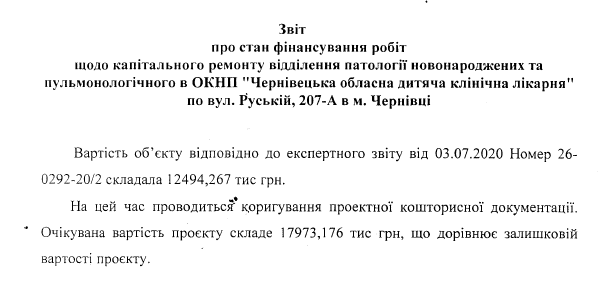 Звіт
про стан фінансування робіт
щодо капітального ремонту відділення патології новонароджених та
пульмонологічного в ОКНП "Чернівецька обласна дитяча клінічна лікарня"
по вул. Руській, 207-А в м. Чернівці
Вартість об’єкту відповідно до експертного звіту від 03.07.2020 Номер 26-
0292-20/2 складала 12494,267 тис грн.
На цей час проводиться коригування проектної кошторисної документації.
Очікувана вартість проєкту складе 17973,176 тис грн, що дорівнює залишковій
вартості проєкту.